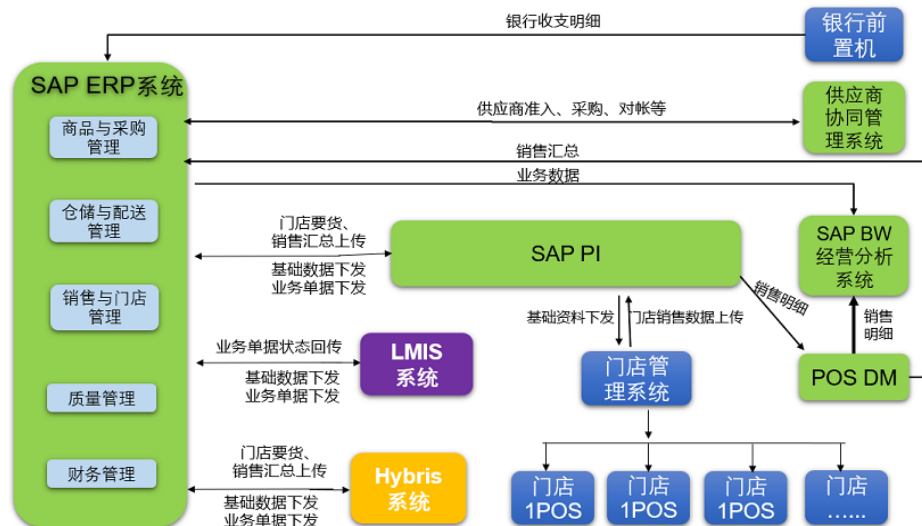 银行收支明细
银行前
置机
SAP ERP系统
商品与采购
管理
仓储与配送
管理
销售与门店
管理
质量管理
财务管理
供应商准入、采购、对帐等
供应商
协同管
理系统
销售汇总
业务数据
门店要货、
销售汇总上传
基础数据下发
业务单据下发
SAP PI
SAP BW
经营分析
系统
销售明细
销售
明细
基础资料下发
门店销售数据上传
业务单据状态回传
基础数据下发
业务单据下发
LMIS
系统
门店管
理系统
POS DM
门店要货、
销售汇总上传
基础数据下发
业务单据下发
Hybris
系统
门店
1POS
门店
1POS
门店
1POS
门店
……